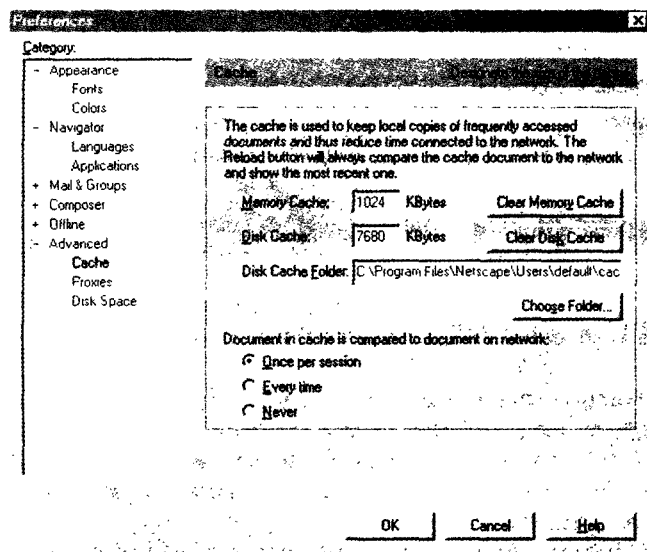 Preferences
Category:
- Appearance
Fonts
Colors
- Navigator
Languages
Applications
+ Mail & Groups
+ Composer
+ Offline
- Advanced
Cache
Proxies
Disk Space
Cache
The cache is used to keep local copies of frequently accessed
documents and thus reduce time connected to the network. The
Reload button will always compare the cache document to the network
and show the most recent one.
Memory Cache: 1024 KBytes Clear Memory Cache
Disk Cache: 7680 KBytes Clear Disk Cache
Disk Cache Folder: C:\Program Files\Netscape\Users\default\cac
Choose Folder...
Document in cache is compared to document on network:
Once per session
Every time
Never
OK Cancel Help